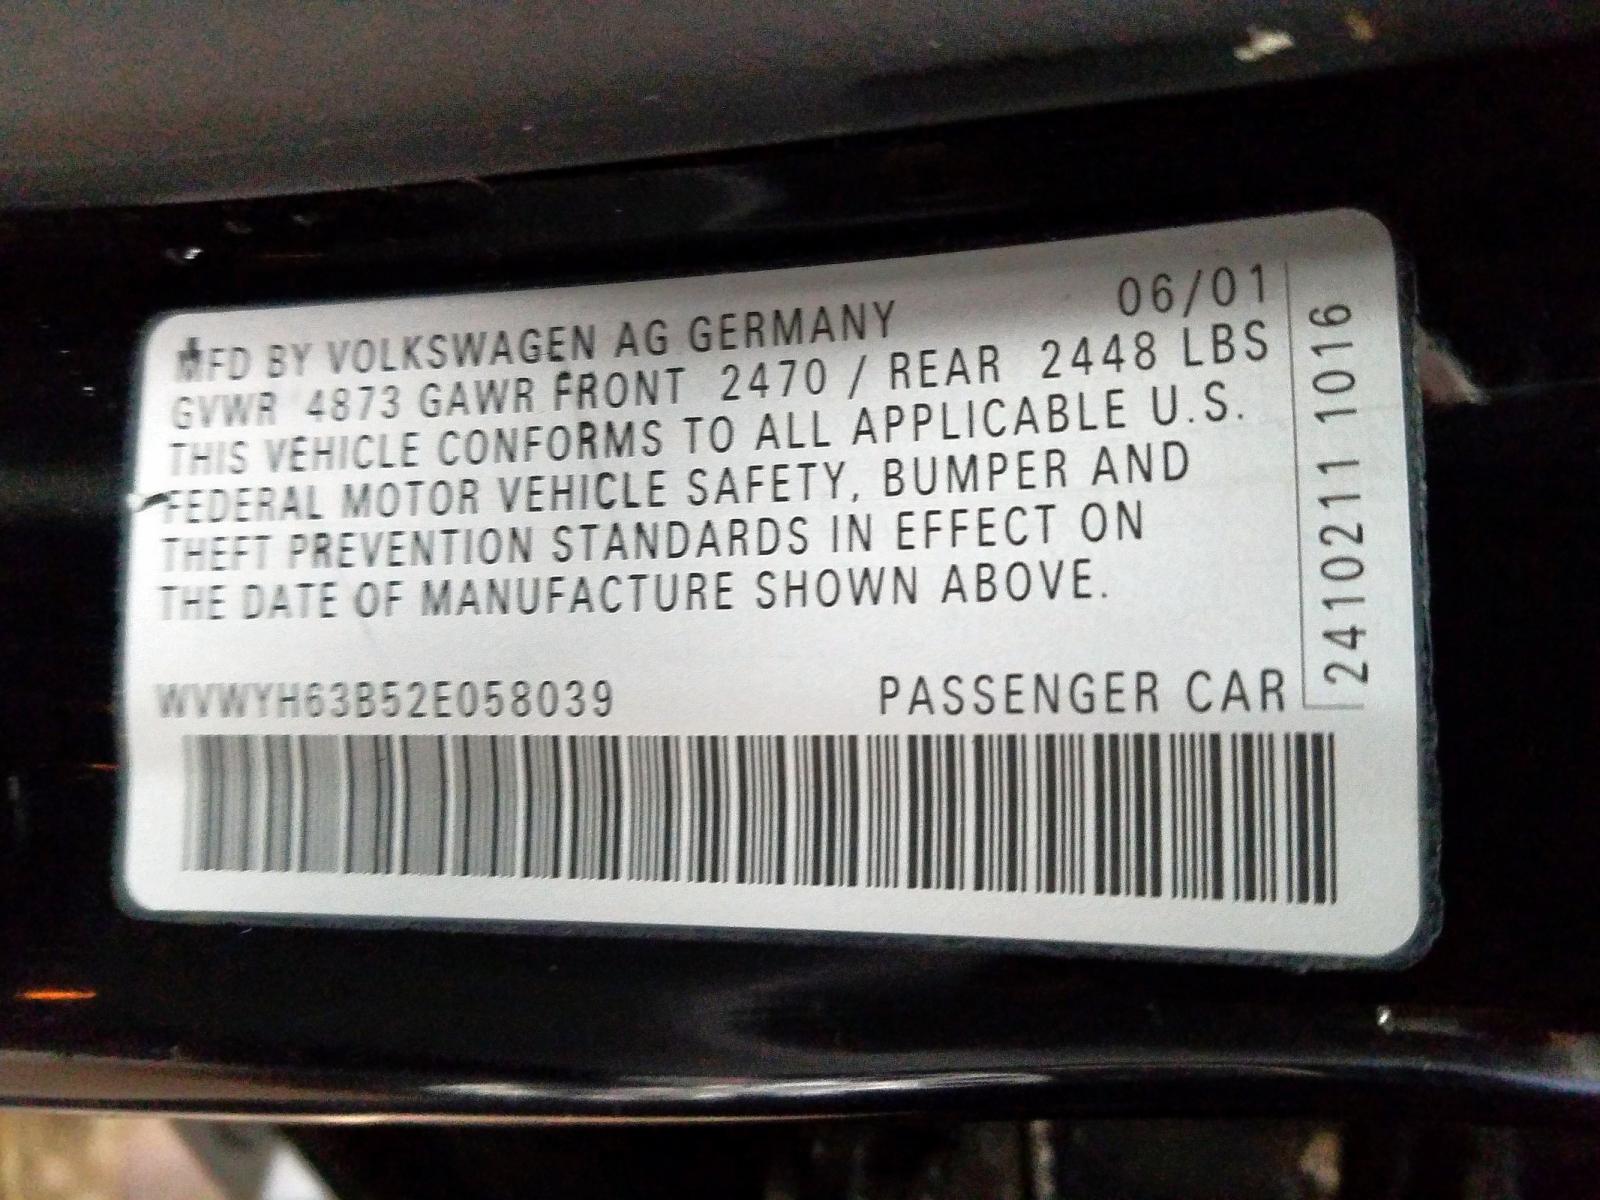 MFD BY VOLKSWAGEN AG GERMANY 06/01
GVWR 4873 GAWR FRONT 2470 / REAR 2448 LBS
THIS VEHICLE CONFORMS TO ALL APPLICABLE U.S.
FEDERAL MOTOR VEHICLE SAFETY, BUMPER AND
THEFT PREVENTION STANDARDS IN EFFECT ON
THE DATE OF MANUFACTURE SHOWN ABOVE.
WVWYH63B52E058039 PASSENGER CAR
2410211 1016